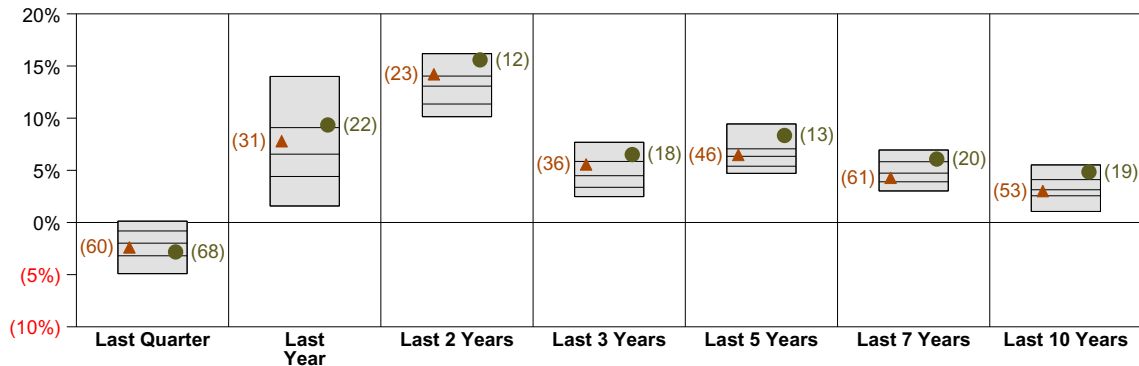 20%
15%
10%
5%
0%
(5%)
(10%)
(60)
(68)
(31)
(22)
(23)
(12)
(36)
(18)
(46)
(13)
(61)
(20)
(53)
(19)
Last Quarter
Last
Year
Last 2 Years
Last 3 Years
Last 5 Years
Last 7 Years
Last 10 Years